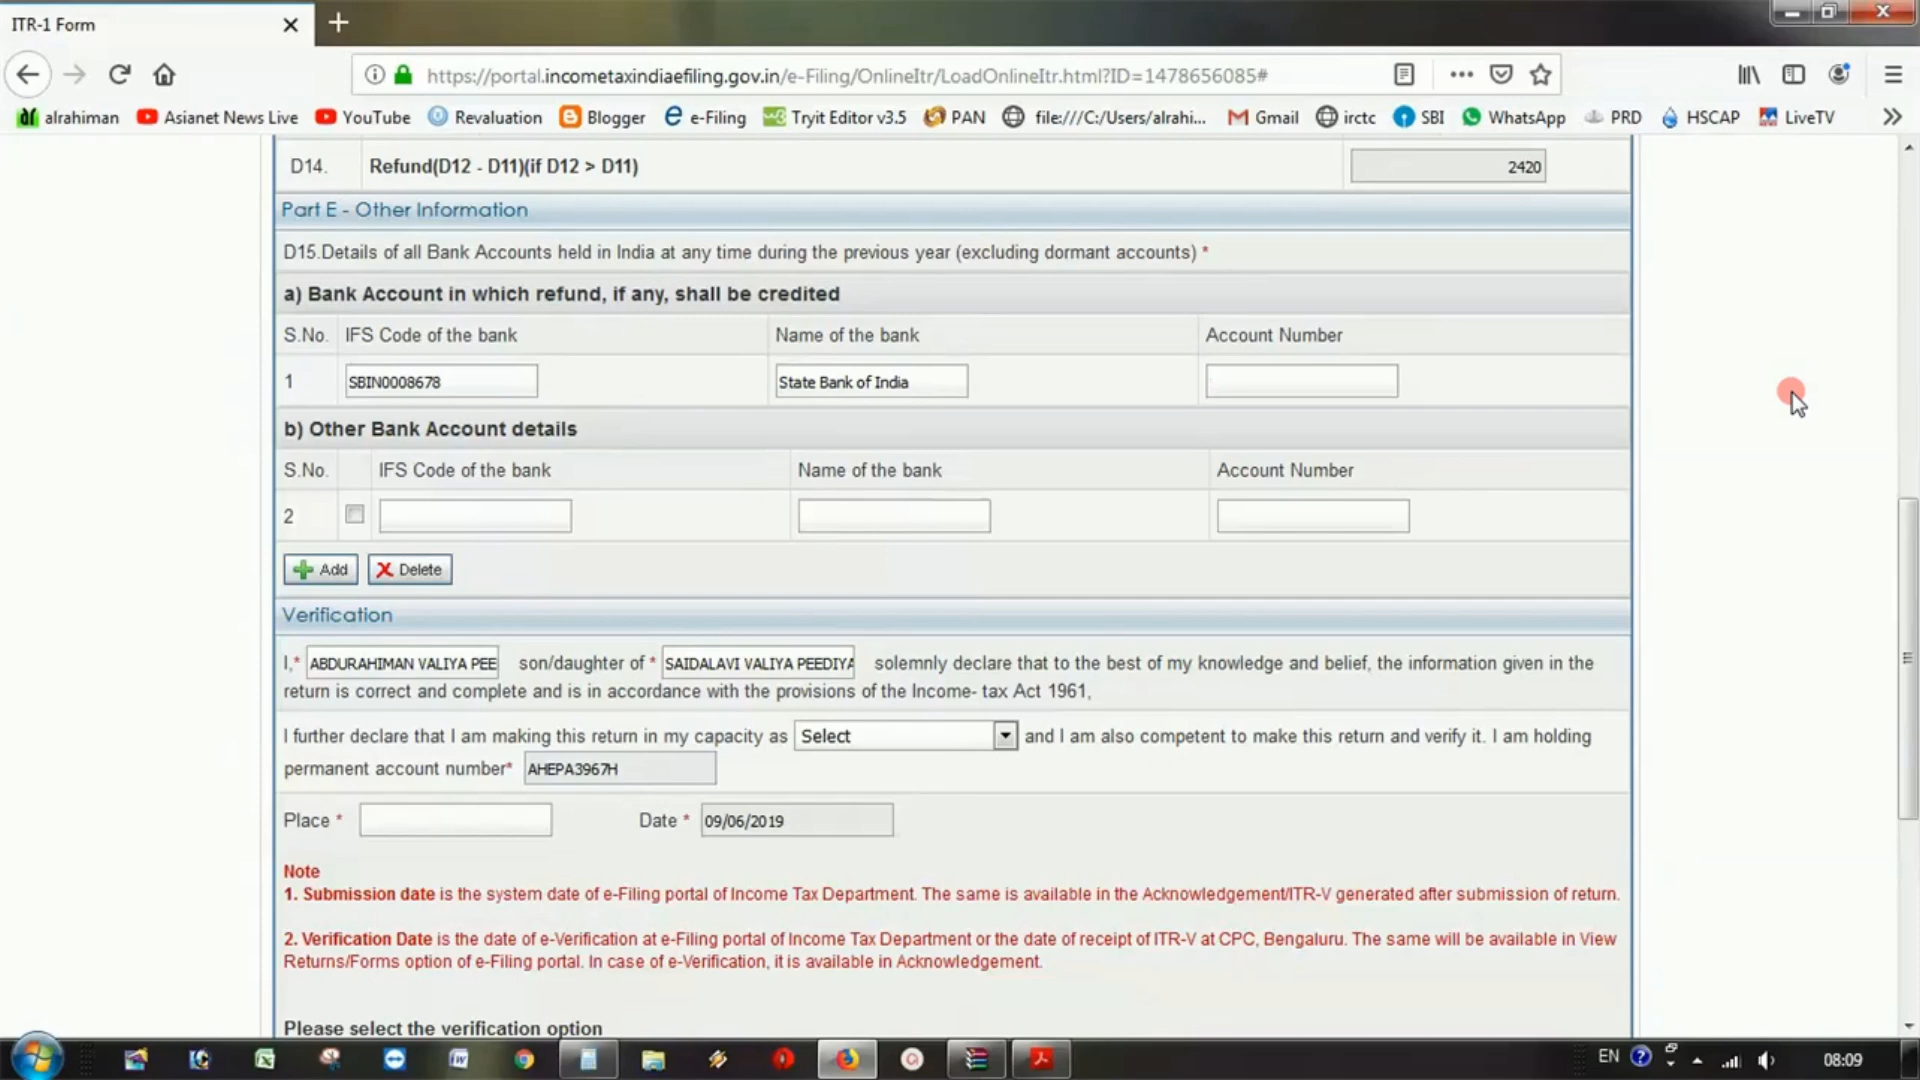 ITR-1 Form
https://portal.incometaxindiaefiling.gov.in/e-Filing/OnlineItr/LoadOnlineItr.html?ID=1478656085#
alrahiman Asianet News Live YouTube Revaluation Blogger e-Filing Tryit Editor v3.5 PAN file:///C:/Users/alrahi... Gmail irctc SBI WhatsApp PRD HSCAP LiveTV
D14. Refund(D12 - D11)(if D12 > D11) 2420
Part E - Other Information
D15.Details of all Bank Accounts held in India at any time during the previous year (excluding dormant accounts) *
a) Bank Account in which refund, if any, shall be credited
S.No. IFS Code of the bank Name of the bank Account Number
1 SBIN0008678 State Bank of India
b) Other Bank Account details
S.No. IFS Code of the bank Name of the bank Account Number
2
Add Delete
Verification
I,* ABDURAHIMAN VALIYA PEE son/daughter of * SAIDALAVI VALIYA PEEDIYA solemnly declare that to the best of my knowledge and belief, the information given in the
return is correct and complete and is in accordance with the provisions of the Income- tax Act 1961,
I further declare that I am making this return in my capacity as Select and I am also competent to make this return and verify it. I am holding
permanent account number* AHEPA3967H
Place * Date * 09/06/2019
Note
1. Submission date is the system date of e-Filing portal of Income Tax Department. The same is available in the Acknowledgement/ITR-V generated after submission of return.
2. Verification Date is the date of e-Verification at e-Filing portal of Income Tax Department or the date of receipt of ITR-V at CPC, Bengaluru. The same will be available in View
Returns/Forms option of e-Filing portal. In case of e-Verification, it is available in Acknowledgement.
Please select the verification option
EN 08:09